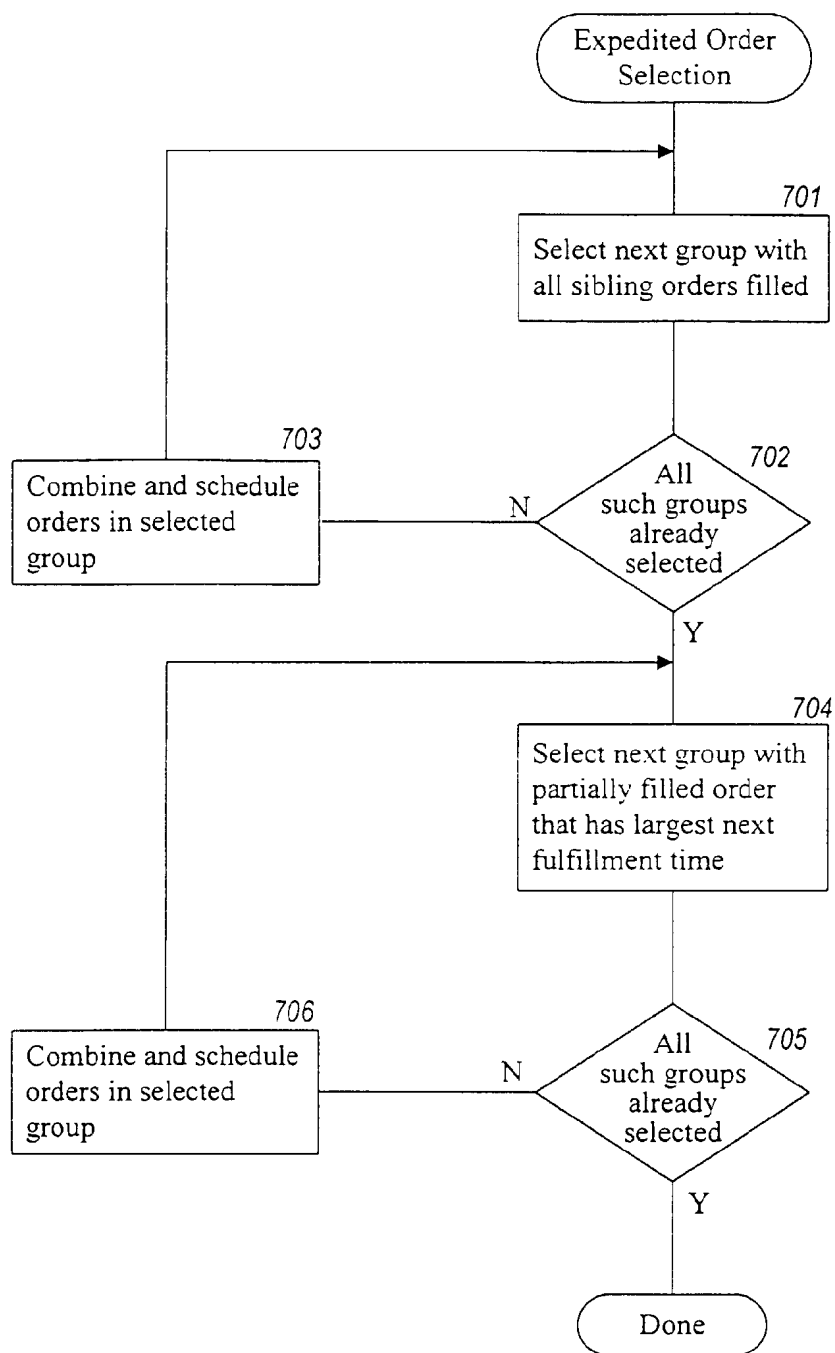 Expedited Order
Selection
701
Select next group with
all sibling orders filled
703
Combine and schedule
orders in selected
group
702
All
such groups
already
selected
N
Y
704
Select next group with
partially filled order
that has largest next
fulfillment time
706
Combine and schedule
orders in selected
group
705
All
such groups
already
selected
N
Y
Done